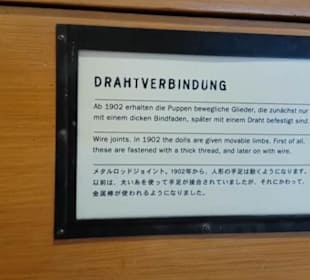 DRAHTVERBINDUNG
Ab 1902 erhalten die Puppen bewegliche Glieder, die zunächst nur
mit einem dicken Bindfaden, später mit einem Draht befestigt sind.
Wire joints. In 1902 the dolls are given movable limbs. First of all,
these are fastened with a thick thread, and later on with wire.
メタルロッドジョイント。1902年から、人形の手足は動くようになります。
以前は、太い糸を使って手足が接合されていましたが、それにかわって、
金属棒が使われるようになりました。